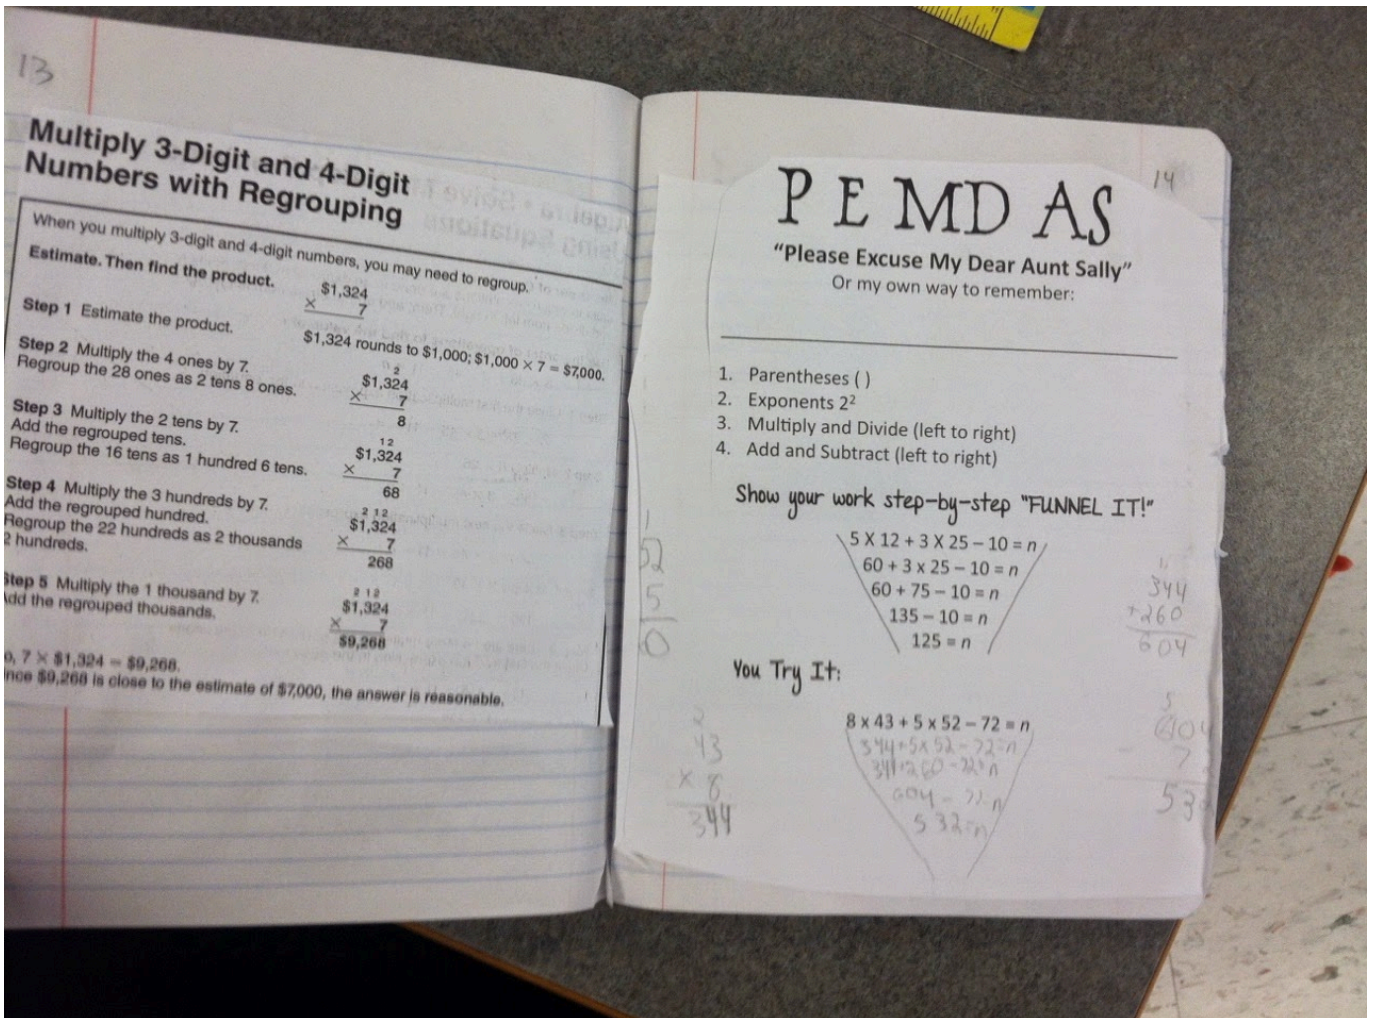 13
Multiply 3-Digit and 4-Digit
Numbers with Regrouping
When you multiply 3-digit and 4-digit numbers, you may need to regroup.
Estimate. Then find the product.
$1,324
× 7
Step 1 Estimate the product.
$1,324 rounds to $1,000; $1,000 × 7 = $7,000.
Step 2 Multiply the 4 ones by 7.
Regroup the 28 ones as 2 tens 8 ones.
2
$1,324
× 7
8
Step 3 Multiply the 2 tens by 7.
Add the regrouped tens.
Regroup the 16 tens as 1 hundred 6 tens.
12
$1,324
× 7
68
Step 4 Multiply the 3 hundreds by 7.
Add the regrouped hundred.
Regroup the 22 hundreds as 2 thousands
2 hundreds.
2 12
$1,324
× 7
268
Step 5 Multiply the 1 thousand by 7.
Add the regrouped thousands.
2 12
$1,324
× 7
$9,268
o, 7 × $1,324 = $9,268.
nce $9,268 is close to the estimate of $7,000, the answer is reasonable.
14
PEMDAS
"Please Excuse My Dear Aunt Sally"
Or my own way to remember:
1. Parentheses ( )
2. Exponents 2²
3. Multiply and Divide (left to right)
4. Add and Subtract (left to right)
Show your work step-by-step "FUNNEL IT!"
5 X 12 + 3 X 25 – 10 = n
60 + 3 x 25 – 10 = n
60 + 75 – 10 = n
135 – 10 = n
125 = n
1
52
5
0
344
+260
604
You Try It:
8 x 43 + 5 x 52 – 72 = n
344+5x52-72=n
344+260-72=n
604-72=n
532=n
2
43
× 8
344
5
604
- 7
53